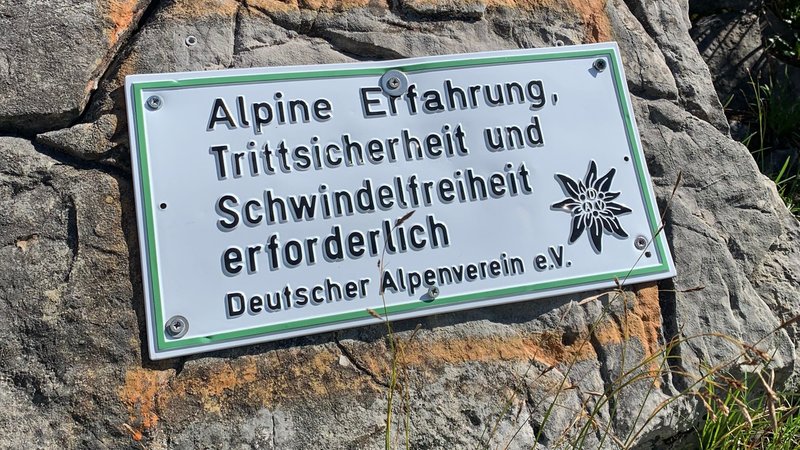 Alpine Erfahrung,
Trittsicherheit und
Schwindelfreiheit
erforderlich
Deutscher Alpenverein e.V.